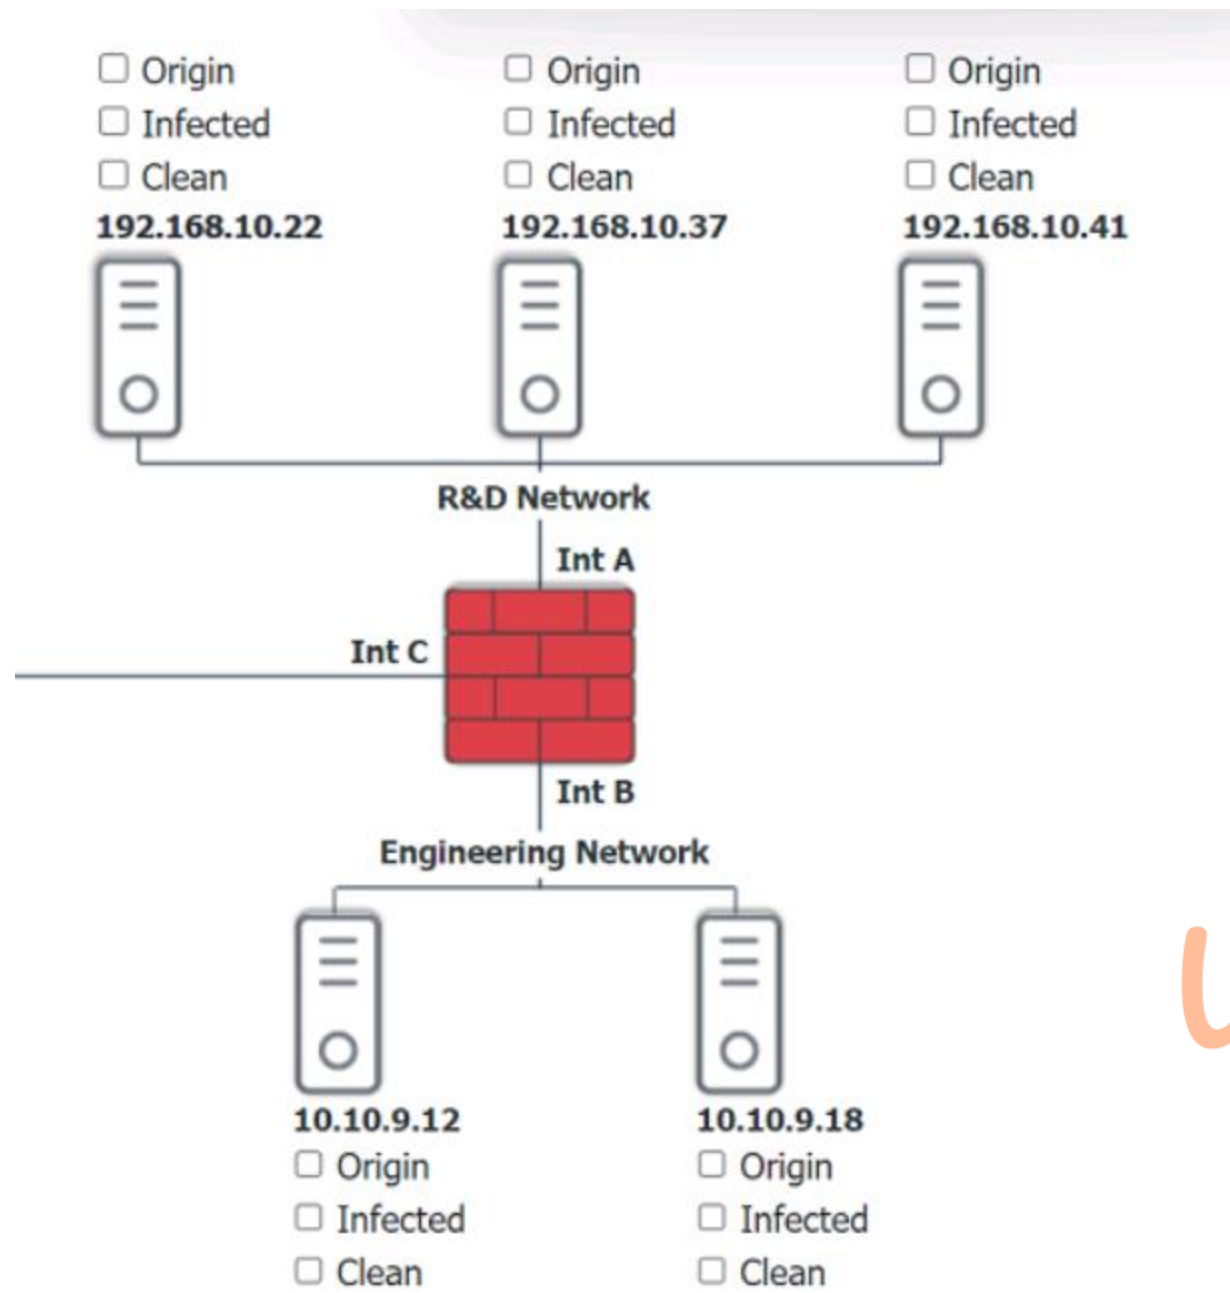 Origin Origin Origin
Infected Infected Infected
Clean Clean Clean
192.168.10.22 192.168.10.37 192.168.10.41
R&D Network
Int A
Int C
Int B
Engineering Network
10.10.9.12 10.10.9.18
Origin Origin
Infected Infected
Clean Clean